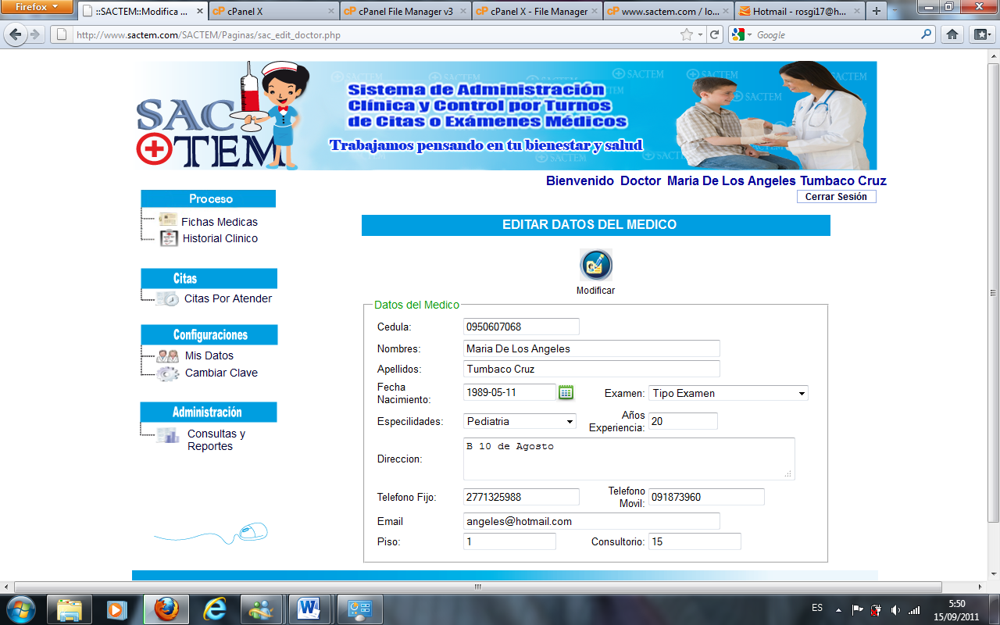 Firefox
::SACTEM::Modifica ...
cPanel X
cPanel File Manager v3
cPanel X - File Manager
www.sactem.com / lo...
Hotmail - rosgi17@h...
http://www.sactem.com/SACTEM/Paginas/sac_edit_doctor.php
Google
SACTEM
Sistema de Administración
Clínica y Control por Turnos
de Citas o Exámenes Médicos
Trabajamos pensando en tu bienestar y salud
SACTEM
SACTEM
SACTEM
SACTEM
SACTEM
SACTEM
Bienvenido Doctor Maria De Los Angeles Tumbaco Cruz
Cerrar Sesión
Proceso
Fichas Medicas
Historial Clinico
Citas
Citas Por Atender
Configuraciones
Mis Datos
Cambiar Clave
Administración
Consultas y
Reportes
EDITAR DATOS DEL MEDICO
Modificar
Datos del Medico
Cedula: 0950607068
Nombres: Maria De Los Angeles
Apellidos: Tumbaco Cruz
Fecha
Nacimiento: 1989-05-11
Examen: Tipo Examen
Especilidades: Pediatria
Años
Experiencia: 20
Direccion: B 10 de Agosto
Telefono Fijo: 2771325988
Telefono
Movil: 091873960
Email angeles@hotmail.com
Piso: 1
Consultorio: 15
ES
5:50
15/09/2011